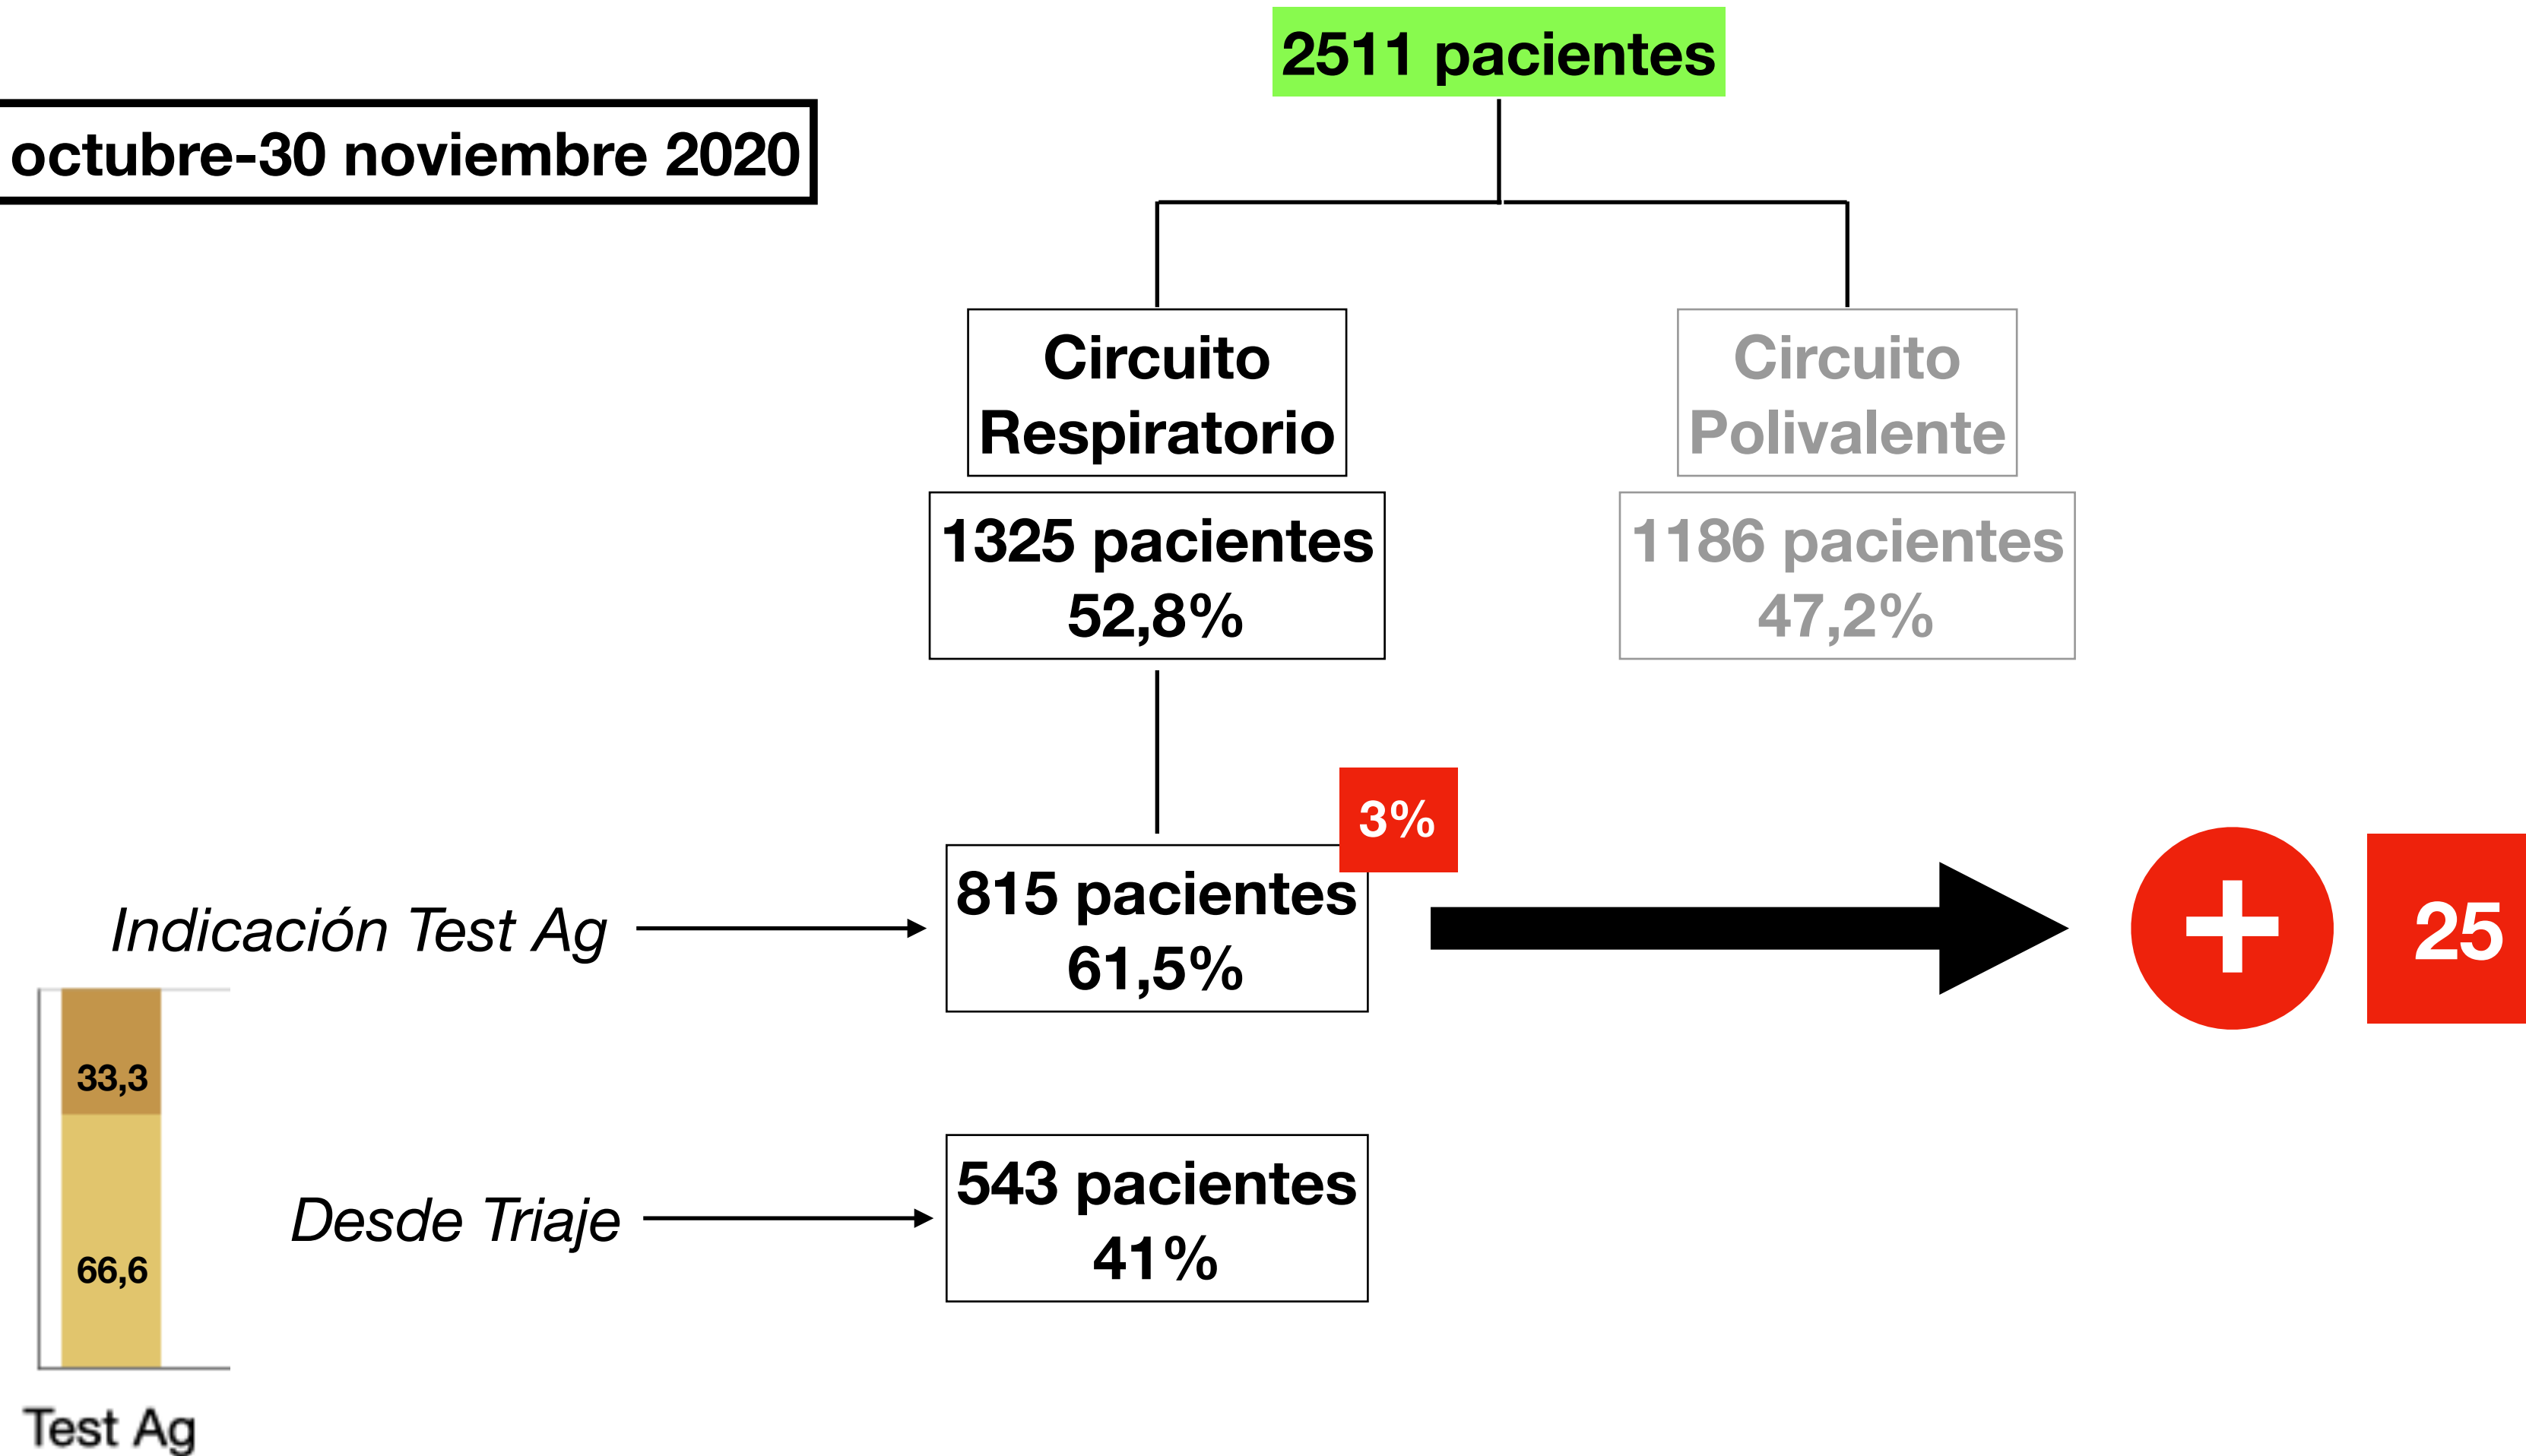 2511 pacientes
octubre-30 noviembre 2020
Circuito
Respiratorio
Circuito
Polivalente
1325 pacientes
52,8%
1186 pacientes
47,2%
3%
Indicación Test Ag
815 pacientes
61,5%
+
25
33,3
66,6
Test Ag
Desde Triaje
543 pacientes
41%